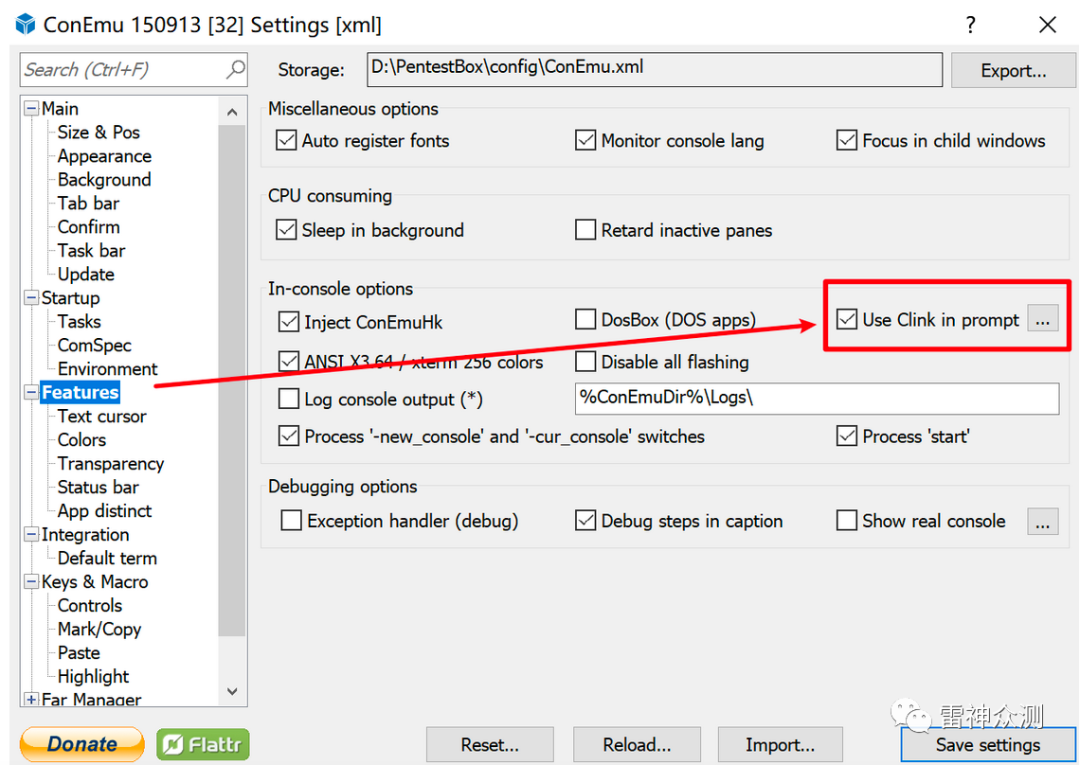 ConEmu 150913 [32] Settings [xml]
?
Search (Ctrl+F)
Storage:
D:\PentestBox\config\ConEmu.xml
Export...
Main
Size & Pos
Appearance
Background
Tab bar
Confirm
Task bar
Update
Startup
Tasks
ComSpec
Environment
Features
Text cursor
Colors
Transparency
Status bar
App distinct
Integration
Default term
Keys & Macro
Controls
Mark/Copy
Paste
Highlight
Far Manager
Miscellaneous options
Auto register fonts
Monitor console lang
Focus in child windows
CPU consuming
Sleep in background
Retard inactive panes
In-console options
Inject ConEmuHk
DosBox (DOS apps)
Use Clink in prompt
...
ANSI X3.64 / xterm 256 colors
Disable all flashing
Log console output (*)
%ConEmuDir%\Logs\
Process '-new_console' and '-cur_console' switches
Process 'start'
Debugging options
Exception handler (debug)
Debug steps in caption
Show real console
...
Donate
Flattr
Reset...
Reload...
Import...
Save settings
雷神众测